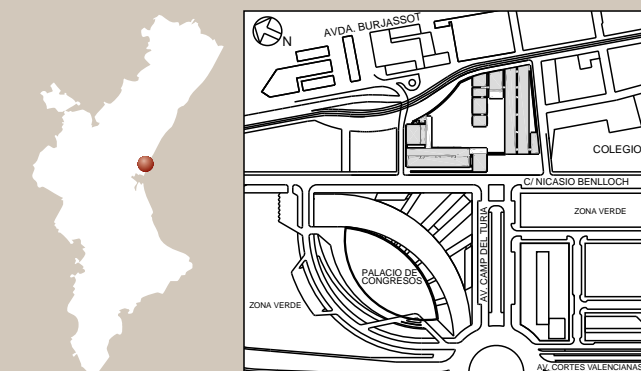 AVDA. BURJASSOT
N
COLEGIO
C/ NICASIO BENLLOCH
ZONA VERDE
AV. CAMP DEL TURIA
PALACIO DE
CONGRESOS
ZONA VERDE
AV. CORTES VALENCIANAS